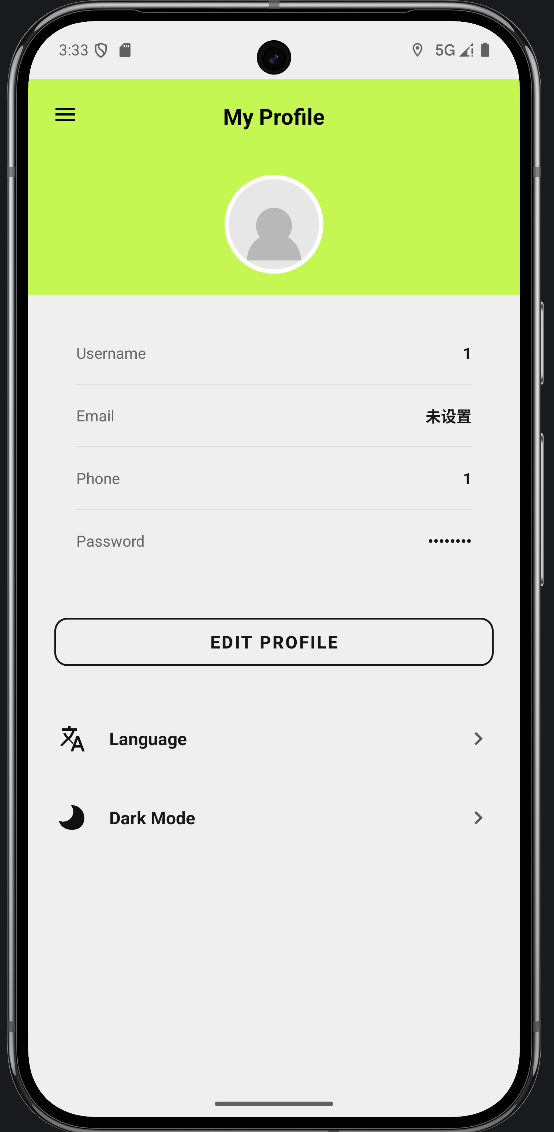 3:33
5G
My Profile
Username 1
Email 未设置
Phone 1
Password ••••••••
EDIT PROFILE
Language
Dark Mode